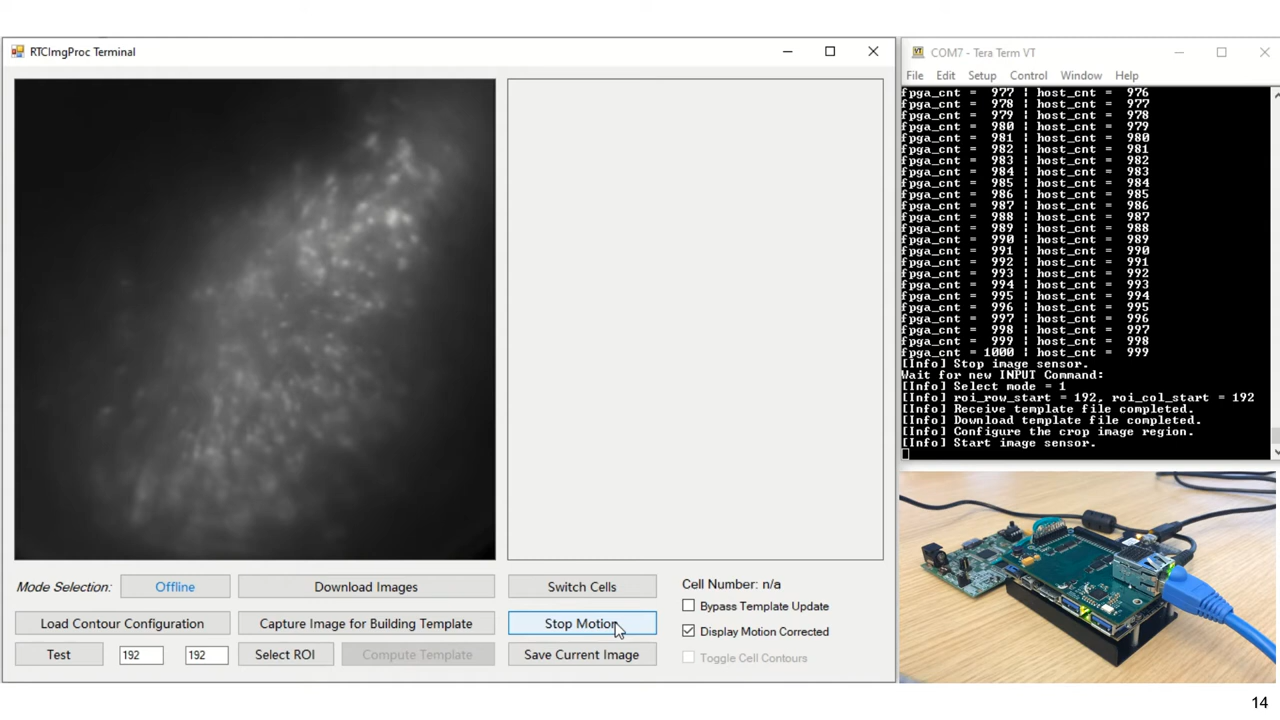 RTCImgProc Terminal
Mode Selection:
Offline
Download Images
Switch Cells
Cell Number: n/a
Bypass Template Update
Load Contour Configuration
Capture Image for Building Template
Stop Motion
Display Motion Corrected
Test
192
192
Select ROI
Compute Template
Save Current Image
Toggle Cell Contours
COM7 - Tera Term VT
File Edit Setup Control Window Help
fpga_cnt = 977 | host_cnt = 976
fpga_cnt = 978 | host_cnt = 977
fpga_cnt = 979 | host_cnt = 978
fpga_cnt = 980 | host_cnt = 979
fpga_cnt = 981 | host_cnt = 980
fpga_cnt = 982 | host_cnt = 981
fpga_cnt = 983 | host_cnt = 982
fpga_cnt = 984 | host_cnt = 983
fpga_cnt = 985 | host_cnt = 984
fpga_cnt = 986 | host_cnt = 985
fpga_cnt = 987 | host_cnt = 986
fpga_cnt = 988 | host_cnt = 987
fpga_cnt = 989 | host_cnt = 988
fpga_cnt = 990 | host_cnt = 989
fpga_cnt = 991 | host_cnt = 990
fpga_cnt = 992 | host_cnt = 991
fpga_cnt = 993 | host_cnt = 992
fpga_cnt = 994 | host_cnt = 993
fpga_cnt = 995 | host_cnt = 994
fpga_cnt = 996 | host_cnt = 995
fpga_cnt = 997 | host_cnt = 996
fpga_cnt = 998 | host_cnt = 997
fpga_cnt = 999 | host_cnt = 998
fpga_cnt = 1000 | host_cnt = 999
[Info] Stop image sensor.
Wait for new INPUT Command:
[Info] Select mode = 1
[Info] roi_row_start = 192, roi_col_start = 192
[Info] Receive template file completed.
[Info] Download template file completed.
[Info] Configure the crop image region.
[Info] Start image sensor.
14